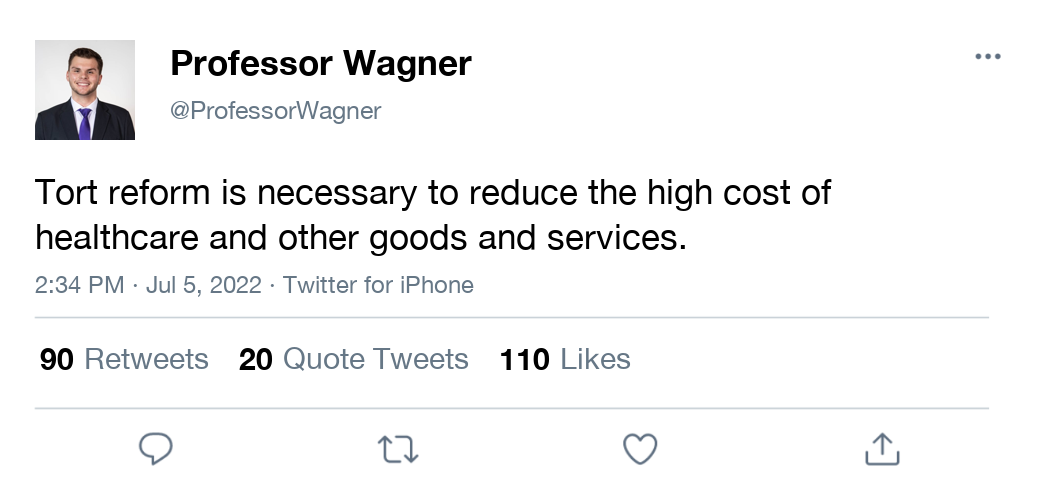 Professor Wagner
@ProfessorWagner
Tort reform is necessary to reduce the high cost of
healthcare and other goods and services.
2:34 PM · Jul 5, 2022 · Twitter for iPhone
90 Retweets 20 Quote Tweets 110 Likes